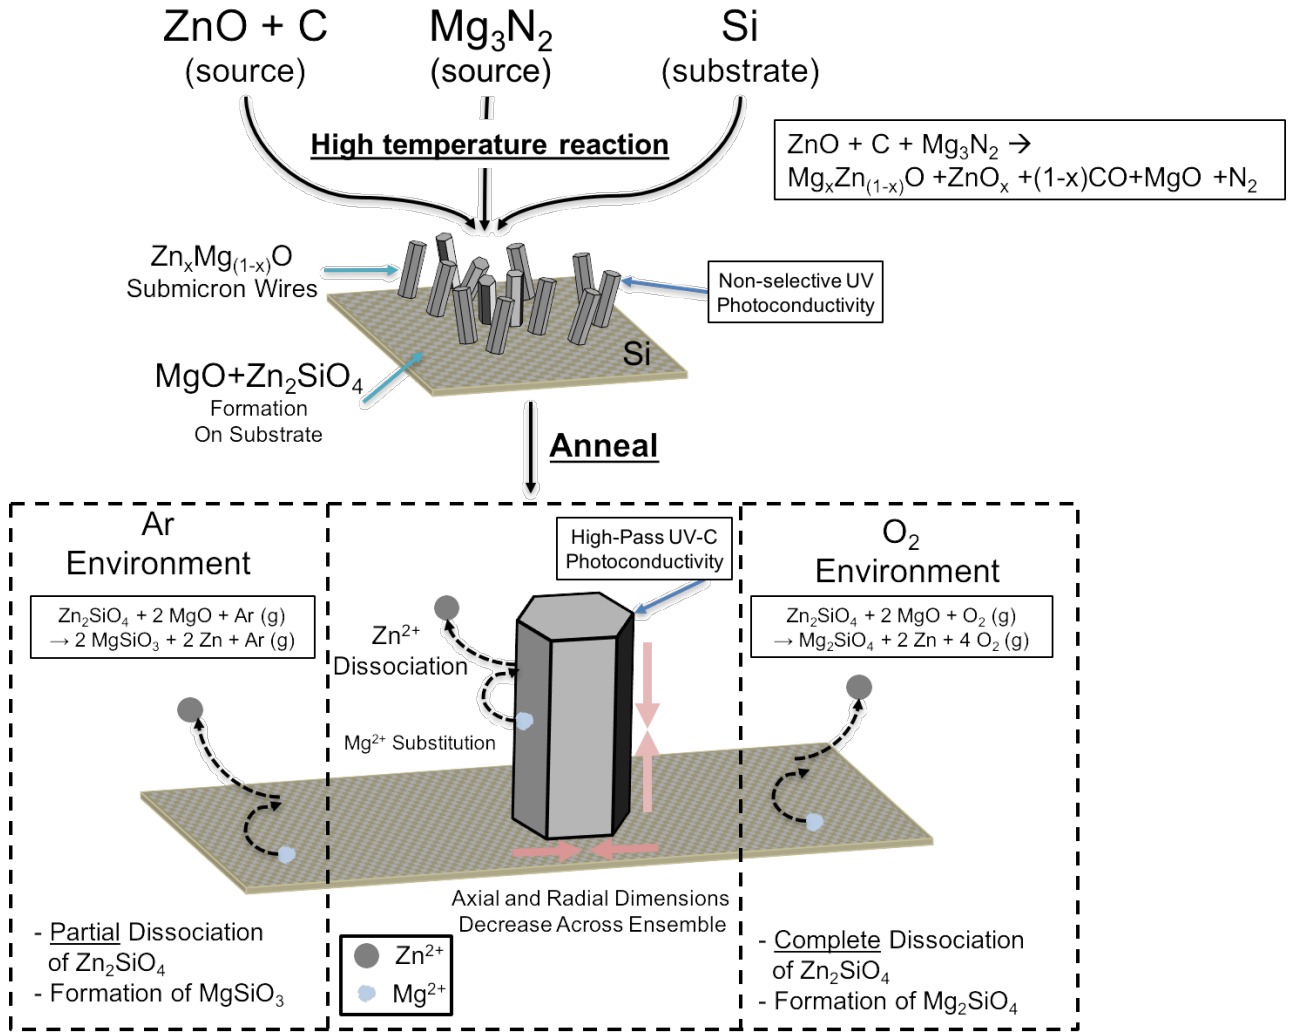 ZnO + C
(source)
Mg₃N₂
(source)
Si
(substrate)
High temperature reaction
ZnO + C + Mg₃N₂ →
MgₓZn₍₁₋ₓ₎O +ZnOₓ +(1-x)CO+MgO +N₂
ZnₓMg₍₁₋ₓ₎O
Submicron Wires
Non-selective UV
Photoconductivity
Si
MgO+Zn₂SiO₄
Formation
On Substrate
Anneal
Ar
Environment
Zn₂SiO₄ + 2 MgO + Ar (g)
→ 2 MgSiO₃ + 2 Zn + Ar (g)
- Partial Dissociation
of Zn₂SiO₄
- Formation of MgSiO₃
High-Pass UV-C
Photoconductivity
Zn²⁺
Dissociation
Mg²⁺ Substitution
Axial and Radial Dimensions
Decrease Across Ensemble
Zn²⁺
Mg²⁺
O₂
Environment
Zn₂SiO₄ + 2 MgO + O₂ (g)
→ Mg₂SiO₄ + 2 Zn + 4 O₂ (g)
- Complete Dissociation
of Zn₂SiO₄
- Formation of Mg₂SiO₄